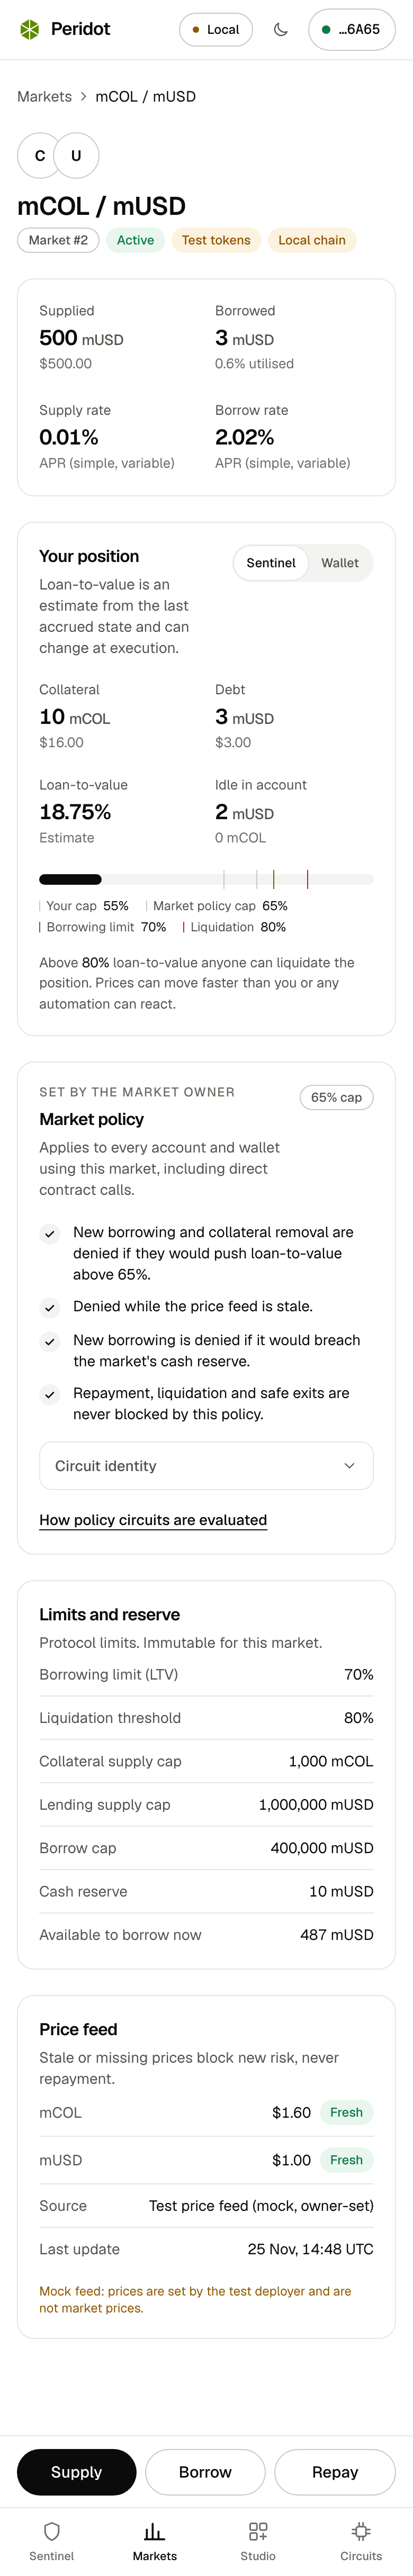 Peridot
Local
...6A65
Markets > mCOL / mUSD
C U
mCOL / mUSD
Market #2 Active Test tokens Local chain
Supplied Borrowed
500 mUSD 3 mUSD
$500.00 0.6% utilised
Supply rate Borrow rate
0.01% 2.02%
APR (simple, variable) APR (simple, variable)
Your position Sentinel Wallet
Loan-to-value is an
estimate from the last
accrued state and can
change at execution.
Collateral Debt
10 mCOL 3 mUSD
$16.00 $3.00
Loan-to-value Idle in account
18.75% 2 mUSD
Estimate 0 mCOL
Your cap 55% Market policy cap 65%
Borrowing limit 70% Liquidation 80%
Above 80% loan-to-value anyone can liquidate the
position. Prices can move faster than you or any
automation can react.
SET BY THE MARKET OWNER 65% cap
Market policy
Applies to every account and wallet
using this market, including direct
contract calls.
New borrowing and collateral removal are
denied if they would push loan-to-value
above 65%.
Denied while the price feed is stale.
New borrowing is denied if it would breach
the market's cash reserve.
Repayment, liquidation and safe exits are
never blocked by this policy.
Circuit identity
How policy circuits are evaluated
Limits and reserve
Protocol limits. Immutable for this market.
Borrowing limit (LTV) 70%
Liquidation threshold 80%
Collateral supply cap 1,000 mCOL
Lending supply cap 1,000,000 mUSD
Borrow cap 400,000 mUSD
Cash reserve 10 mUSD
Available to borrow now 487 mUSD
Price feed
Stale or missing prices block new risk, never
repayment.
mCOL $1.60 Fresh
mUSD $1.00 Fresh
Source Test price feed (mock, owner-set)
Last update 25 Nov, 14:48 UTC
Mock feed: prices are set by the test deployer and are
not market prices.
Supply Borrow Repay
Sentinel Markets Studio Circuits